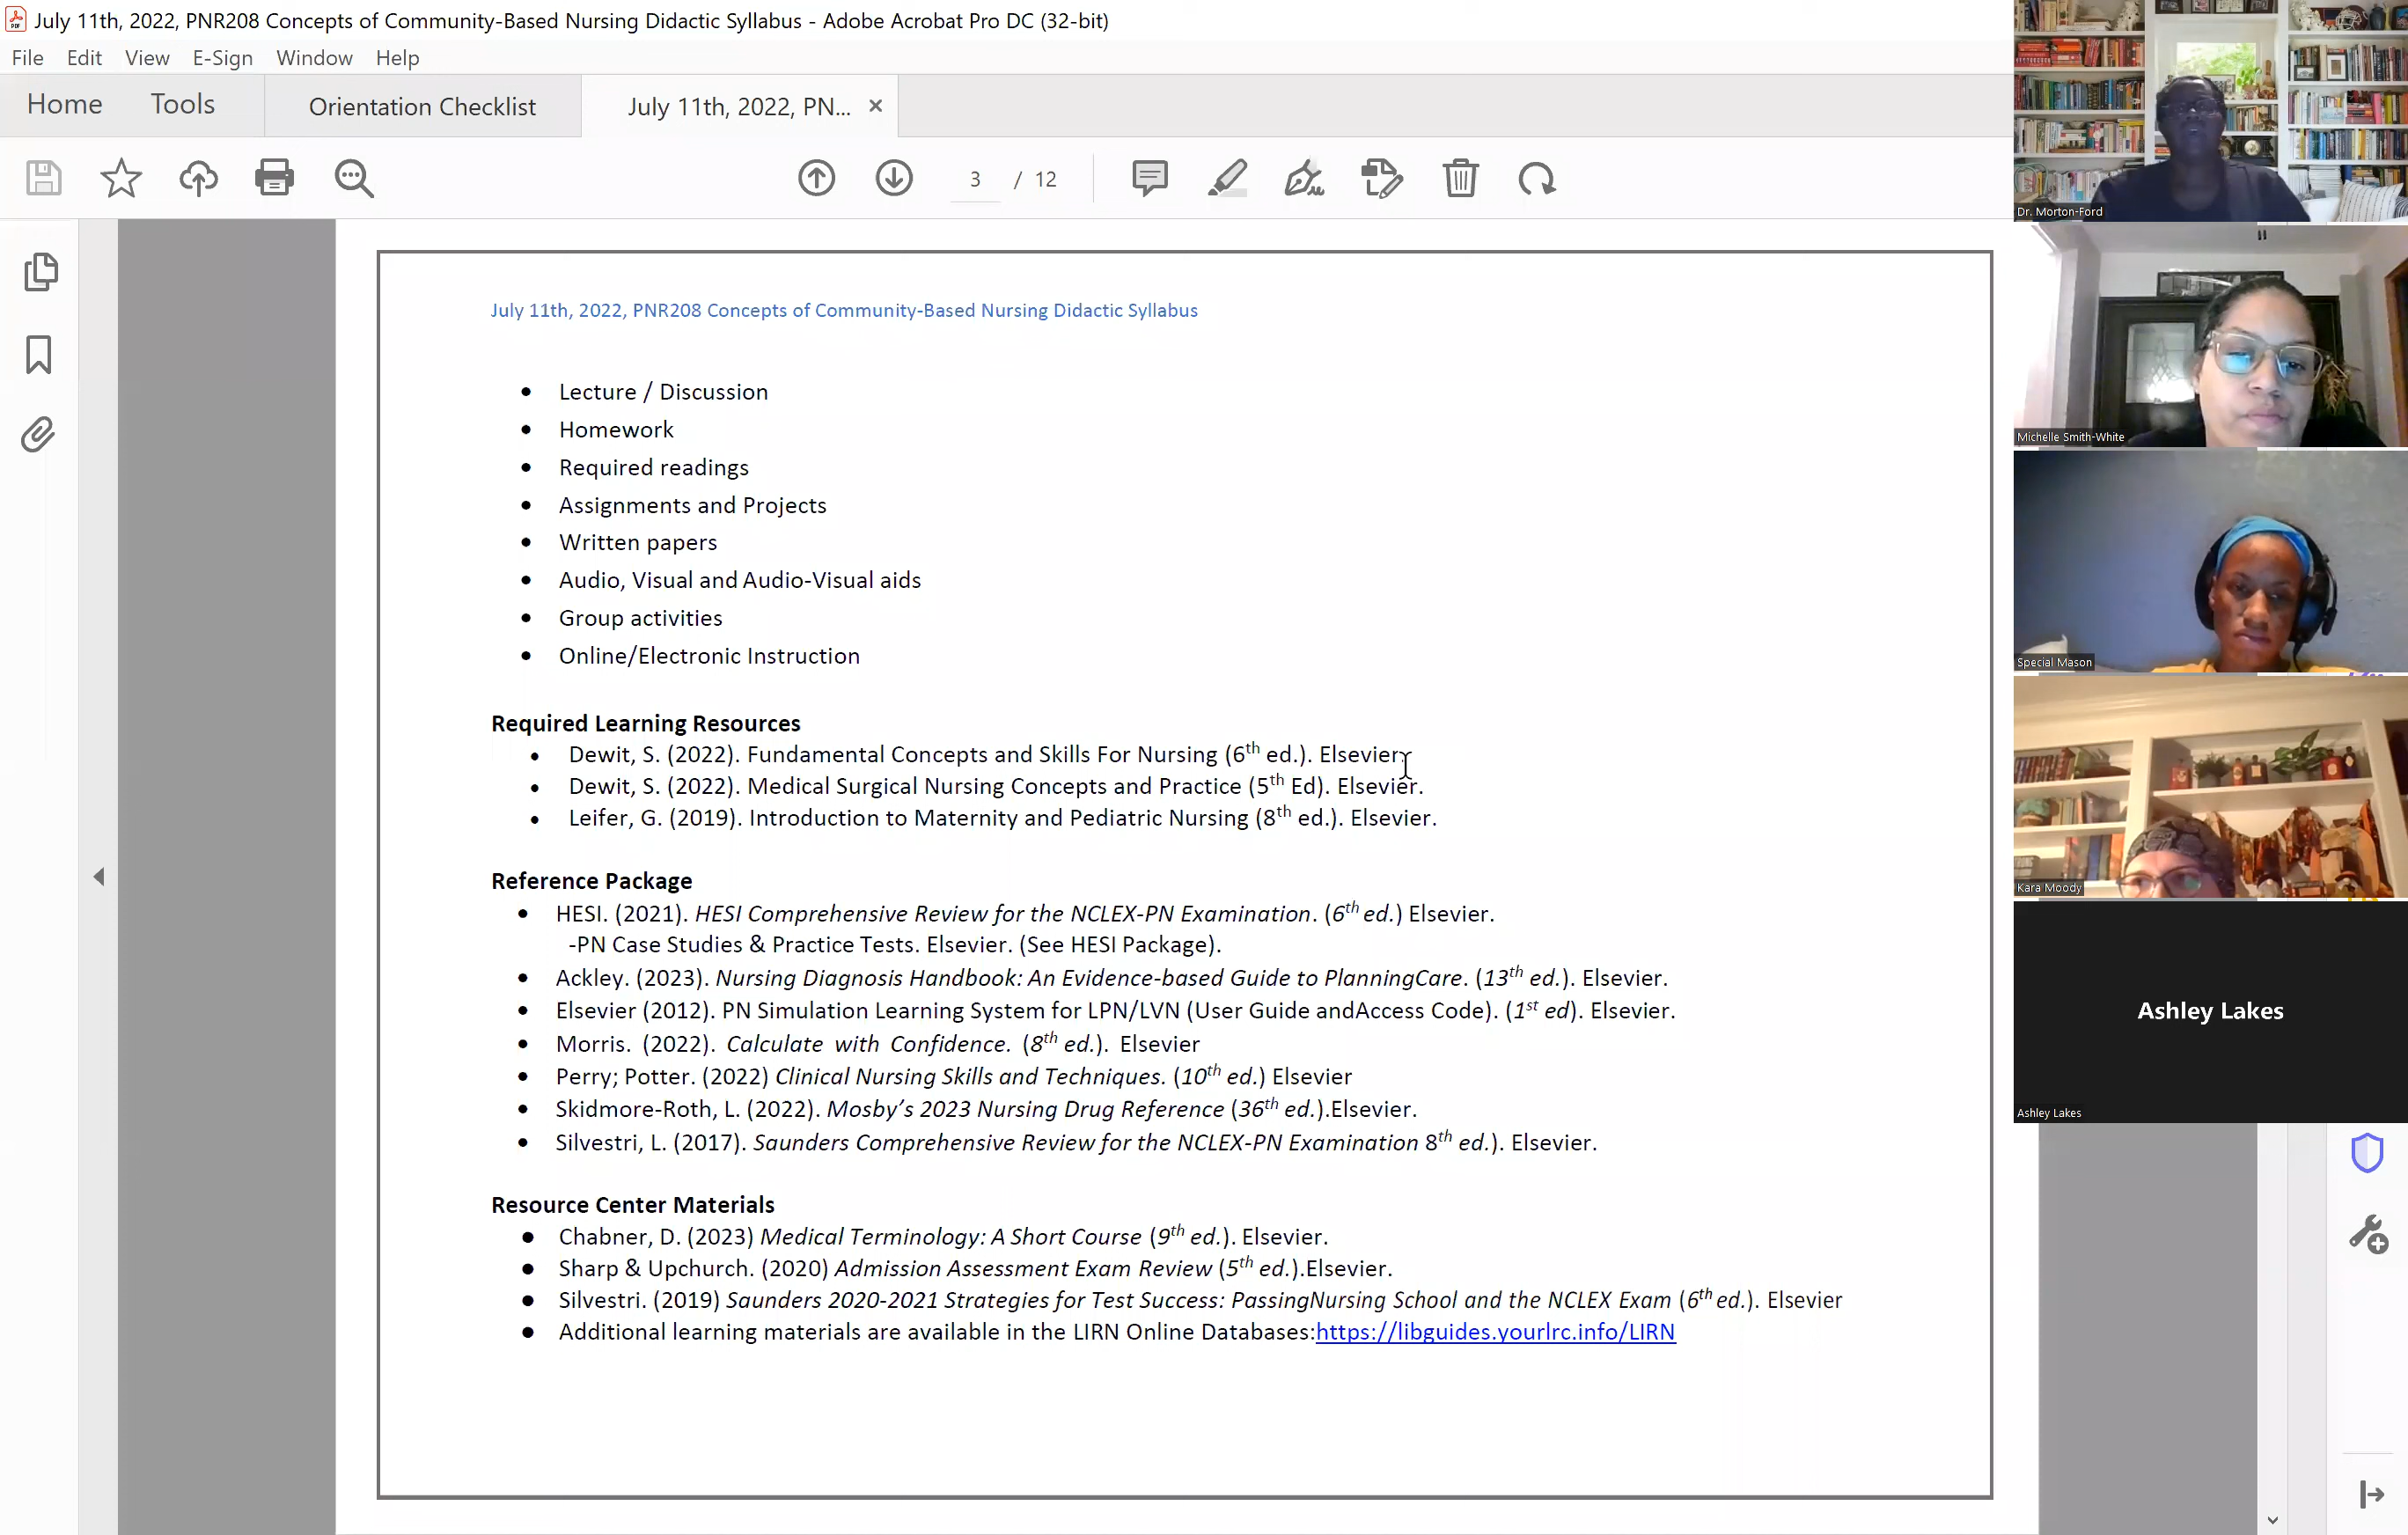 July 11th, 2022, PNR208 Concepts of Community-Based Nursing Didactic Syllabus - Adobe Acrobat Pro DC (32-bit)
File Edit View E-Sign Window Help
Home Tools Orientation Checklist July 11th, 2022, PN... ×
3 / 12
July 11th, 2022, PNR208 Concepts of Community-Based Nursing Didactic Syllabus
• Lecture / Discussion
• Homework
• Required readings
• Assignments and Projects
• Written papers
• Audio, Visual and Audio-Visual aids
• Group activities
• Online/Electronic Instruction
Required Learning Resources
• Dewit, S. (2022). Fundamental Concepts and Skills For Nursing (6th ed.). Elsevier.
• Dewit, S. (2022). Medical Surgical Nursing Concepts and Practice (5th Ed). Elsevier.
• Leifer, G. (2019). Introduction to Maternity and Pediatric Nursing (8th ed.). Elsevier.
Reference Package
• HESI. (2021). HESI Comprehensive Review for the NCLEX-PN Examination. (6th ed.) Elsevier.
-PN Case Studies & Practice Tests. Elsevier. (See HESI Package).
• Ackley. (2023). Nursing Diagnosis Handbook: An Evidence-based Guide to PlanningCare. (13th ed.). Elsevier.
• Elsevier (2012). PN Simulation Learning System for LPN/LVN (User Guide andAccess Code). (1st ed). Elsevier.
• Morris. (2022). Calculate with Confidence. (8th ed.). Elsevier
• Perry; Potter. (2022) Clinical Nursing Skills and Techniques. (10th ed.) Elsevier
• Skidmore-Roth, L. (2022). Mosby's 2023 Nursing Drug Reference (36th ed.).Elsevier.
• Silvestri, L. (2017). Saunders Comprehensive Review for the NCLEX-PN Examination 8th ed.). Elsevier.
Resource Center Materials
• Chabner, D. (2023) Medical Terminology: A Short Course (9th ed.). Elsevier.
• Sharp & Upchurch. (2020) Admission Assessment Exam Review (5th ed.).Elsevier.
• Silvestri. (2019) Saunders 2020-2021 Strategies for Test Success: PassingNursing School and the NCLEX Exam (6th ed.). Elsevier
• Additional learning materials are available in the LIRN Online Databases:https://libguides.yourlrc.info/LIRN
Dr. Morton-Ford
Michelle Smith-White
Special Mason
Kara Moody
Ashley Lakes
Ashley Lakes